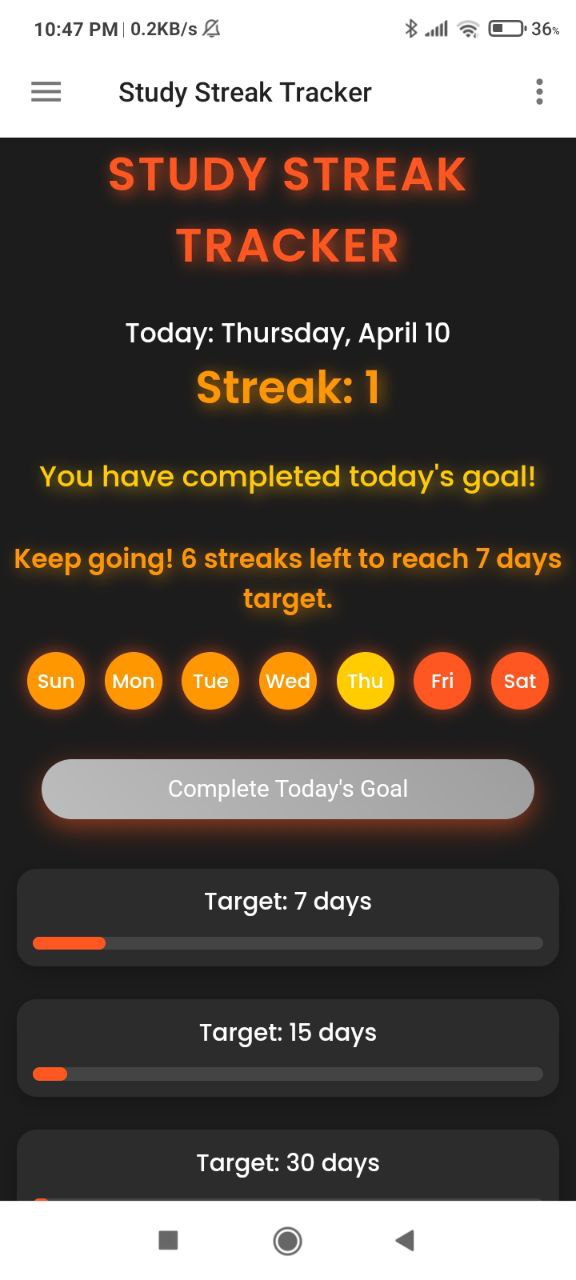 10:47 PM | 0.2KB/s 36%
Study Streak Tracker
STUDY STREAK
TRACKER
Today: Thursday, April 10
Streak: 1
You have completed today's goal!
Keep going! 6 streaks left to reach 7 days
target.
Sun Mon Tue Wed Thu Fri Sat
Complete Today's Goal
Target: 7 days
Target: 15 days
Target: 30 days